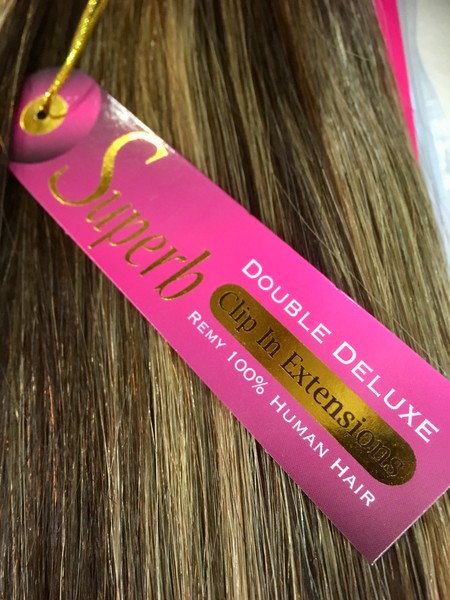 Superb
DOUBLE DELUXE
Clip In Extensions
REMY 100% HUMAN HAIR